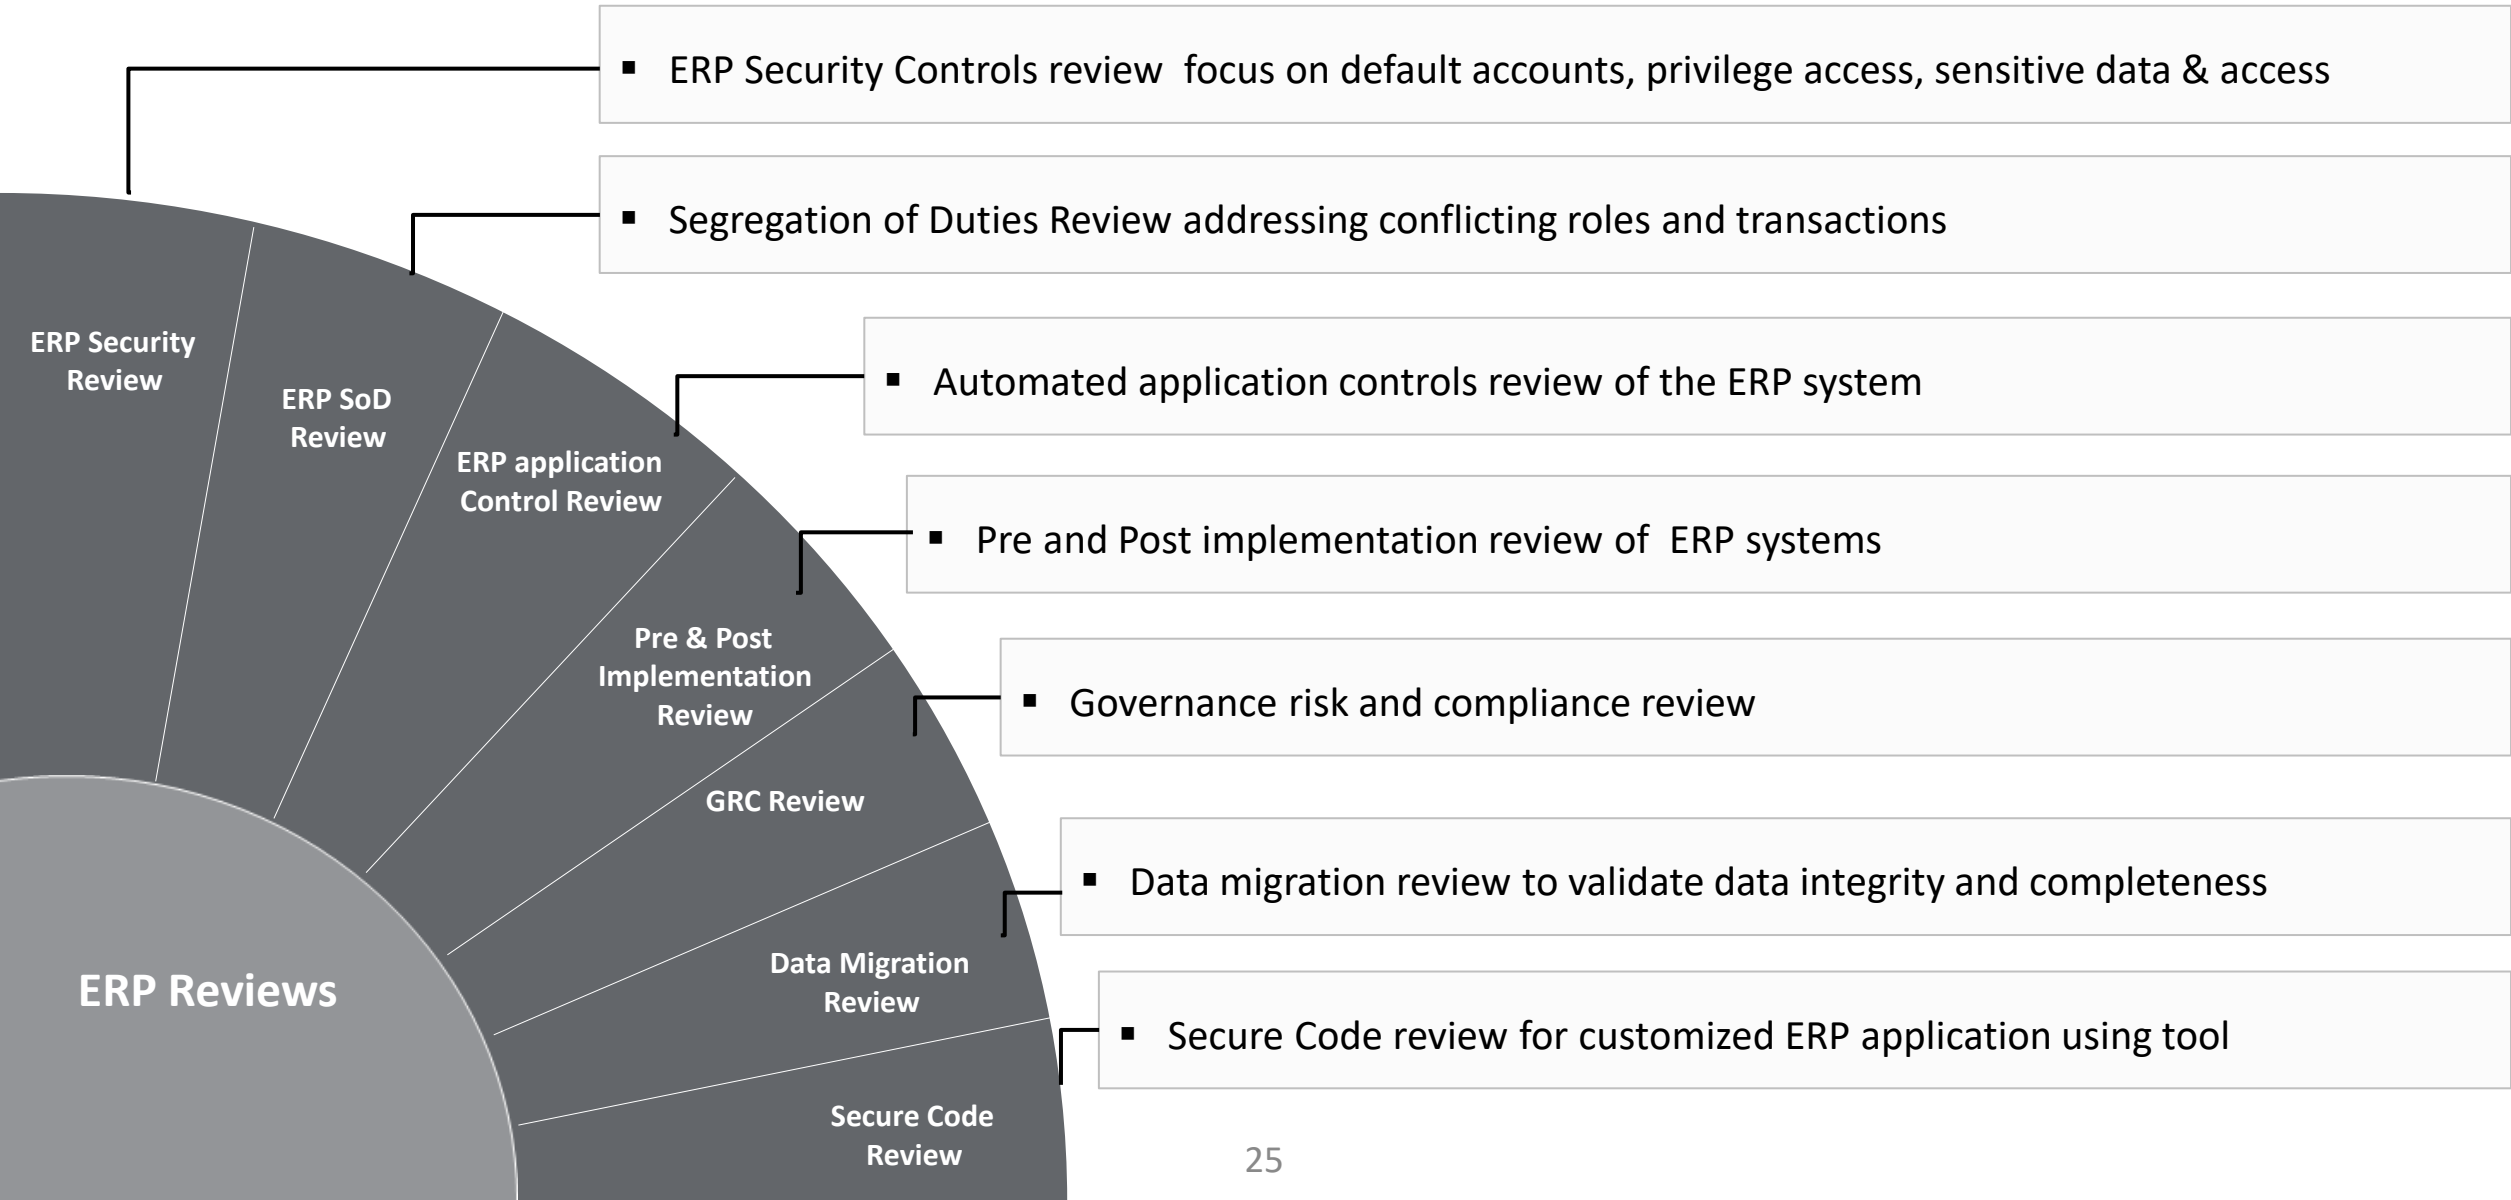 ▪ ERP Security Controls review  focus on default accounts, privilege access, sensitive data & access
▪ Segregation of Duties Review addressing conflicting roles and transactions
▪ Automated application controls review of the ERP system
▪ Pre and Post implementation review of  ERP systems
▪ Governance risk and compliance review
▪ Data migration review to validate data integrity and completeness
▪ Secure Code review for customized ERP application using tool
ERP Security
Review
ERP SoD
Review
ERP application
Control Review
Pre & Post
Implementation
Review
GRC Review
Data Migration
Review
Secure Code
Review
ERP Reviews
25